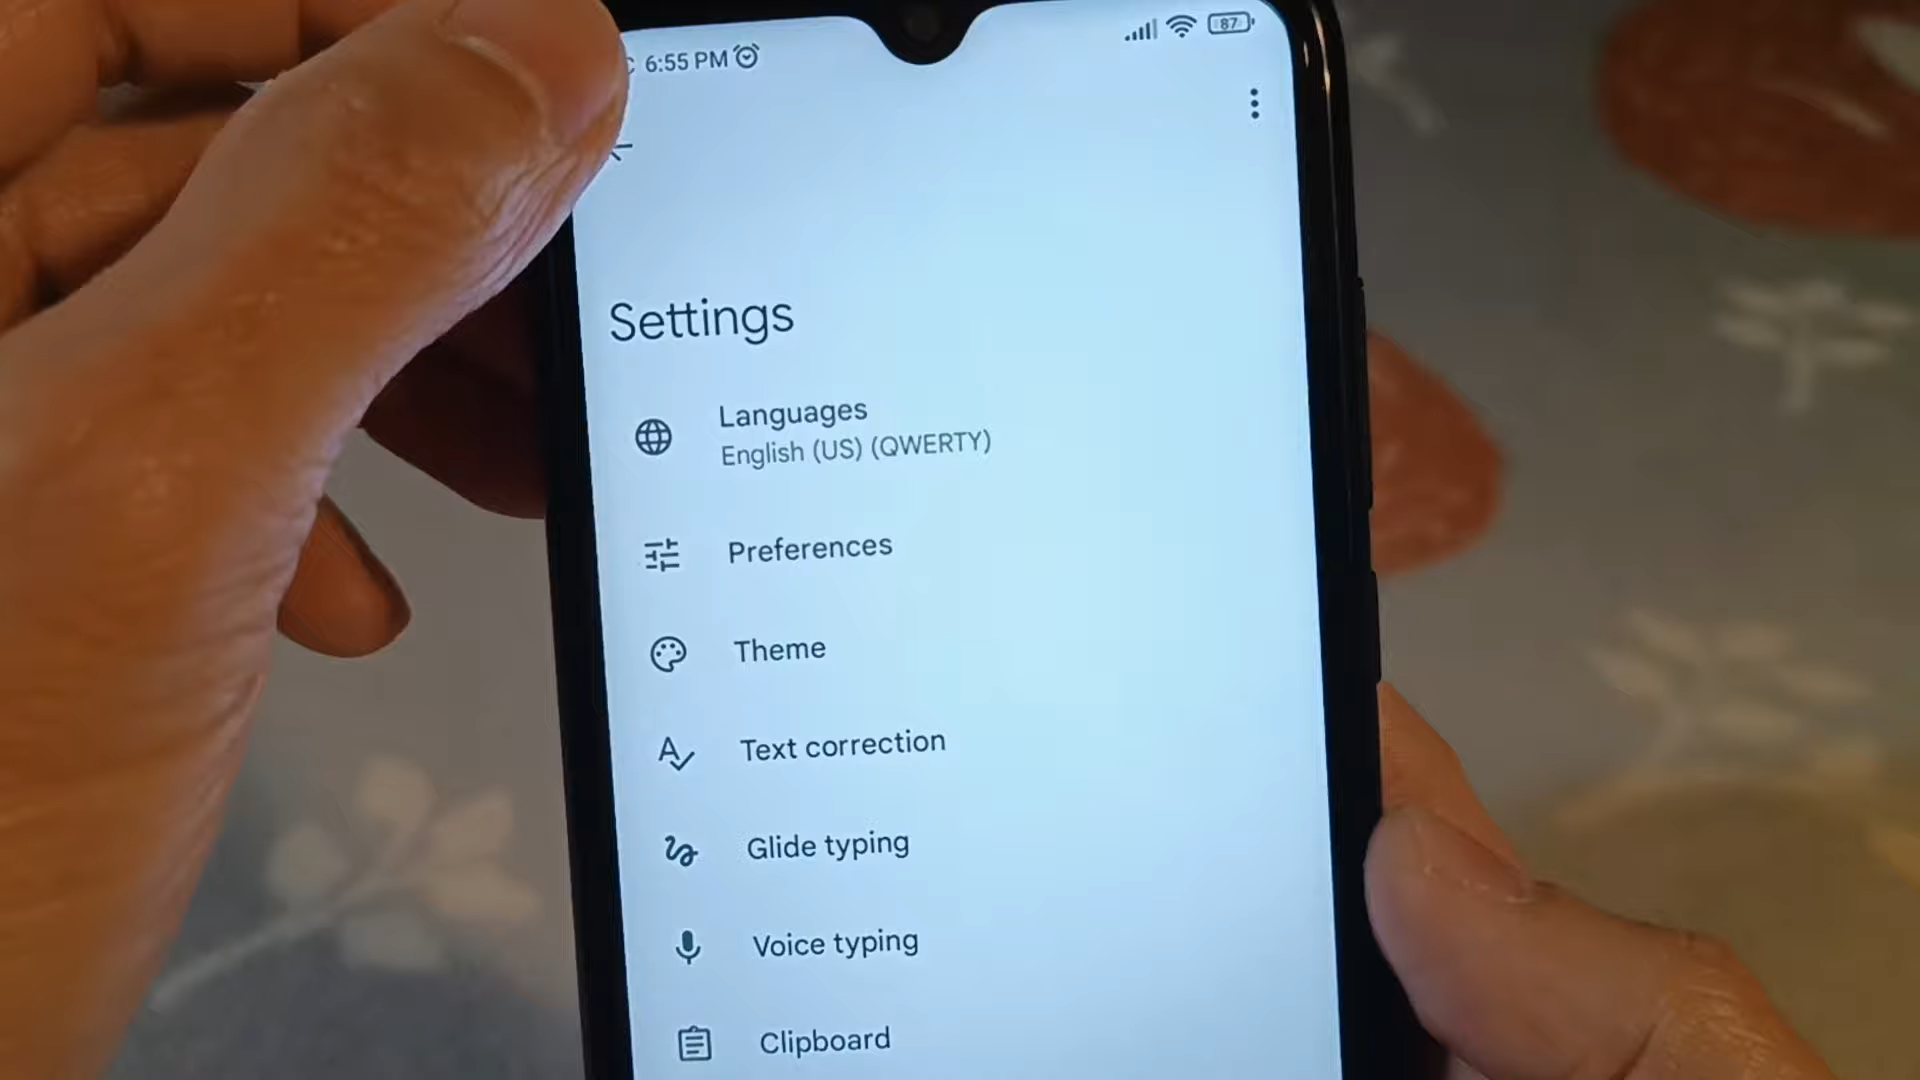 6:55 PM
87
Settings
Languages
English (US) (QWERTY)
Preferences
Theme
Text correction
Glide typing
Voice typing
Clipboard